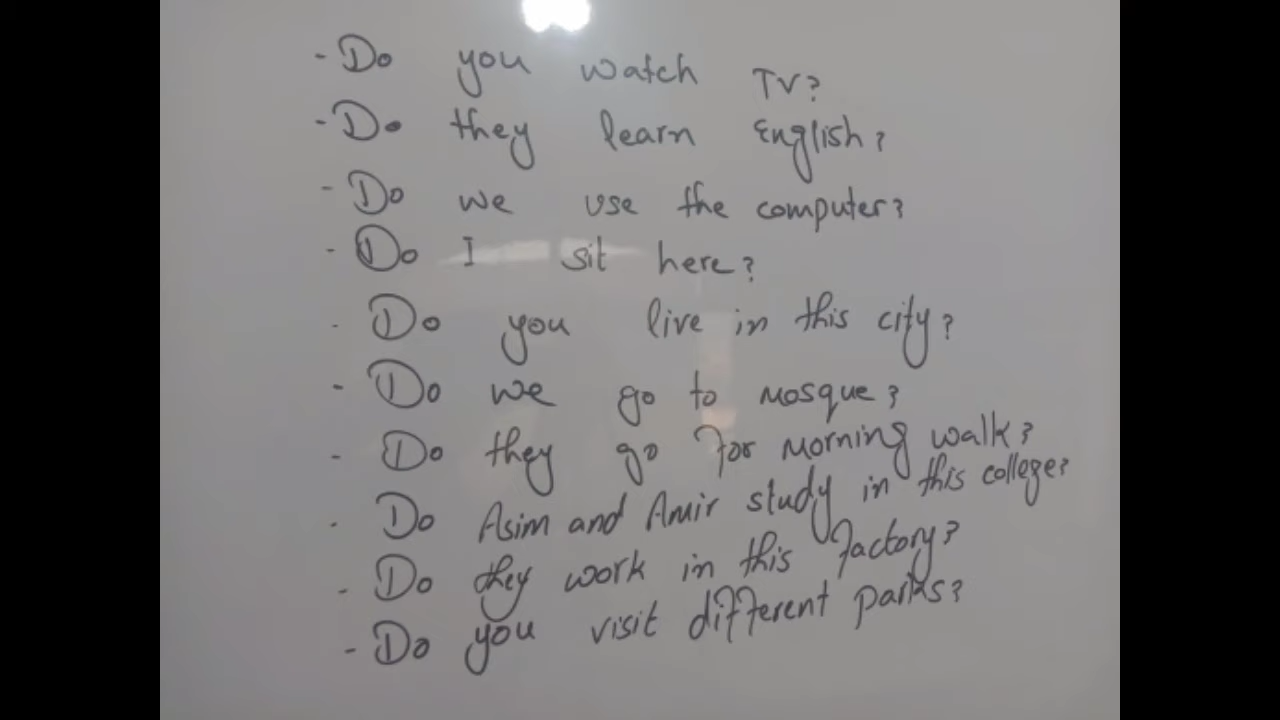 - Do you watch TV?
- Do they learn English?
- Do we use the computer?
- Do I sit here?
- Do you live in this city?
- Do we go to mosque?
- Do they go for morning walk?
- Do Asim and Amir study in this college?
- Do they work in this factory?
- Do you visit different parks?